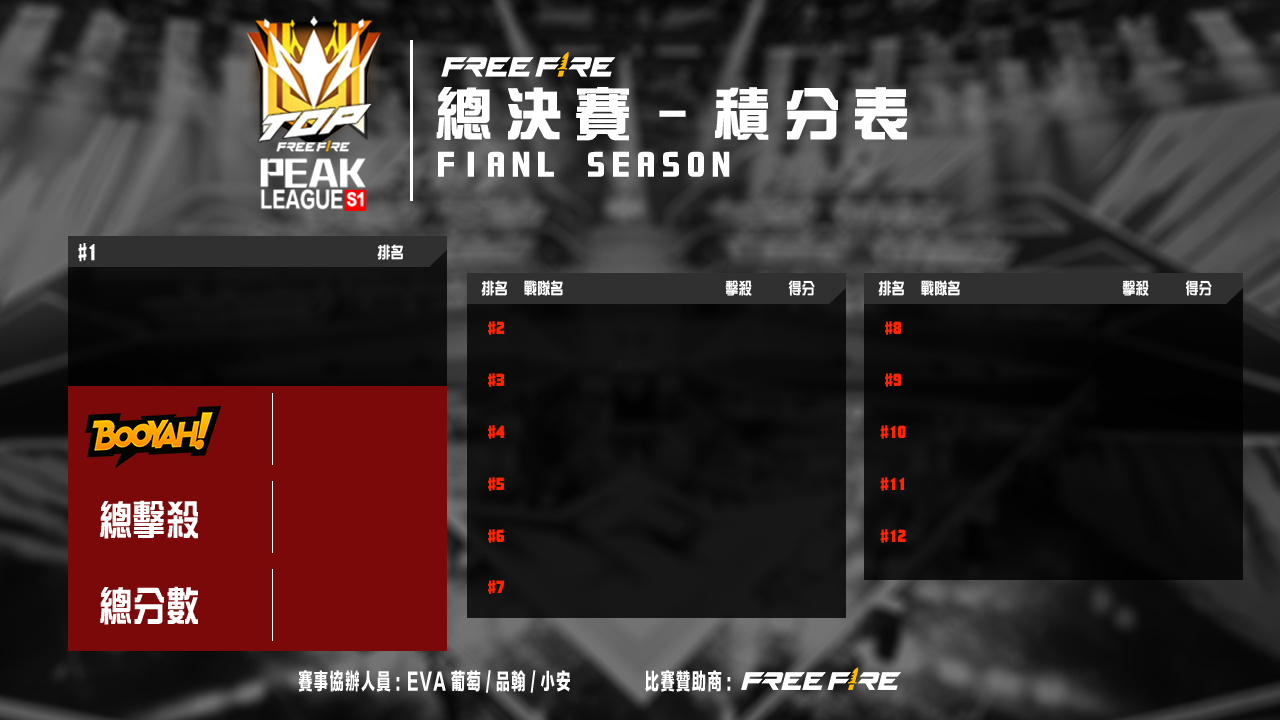 TOP
FREE FIRE
PEAK
LEAGUE S1
FREE FIRE
總決賽 - 積分表
FIANL SEASON
#1 排名
BOOYAH!
總擊殺
總分數
排名 戰隊名 擊殺 得分
#2
#3
#4
#5
#6
#7
排名 戰隊名 擊殺 得分
#8
#9
#10
#11
#12
賽事協辦人員 : EVA 葡萄 / 品翰 / 小安
比賽贊助商 : FREE FIRE